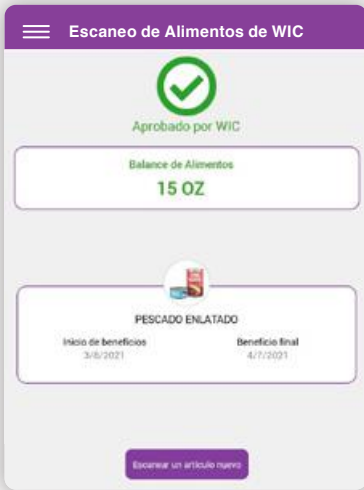 Escaneo de Alimentos de WIC
Aprobado por WIC
Balance de Alimentos
15 OZ
PESCADO ENLATADO
Inicio de beneficios Beneficio final
3/8/2021 4/7/2021
Escanear un artículo nuevo